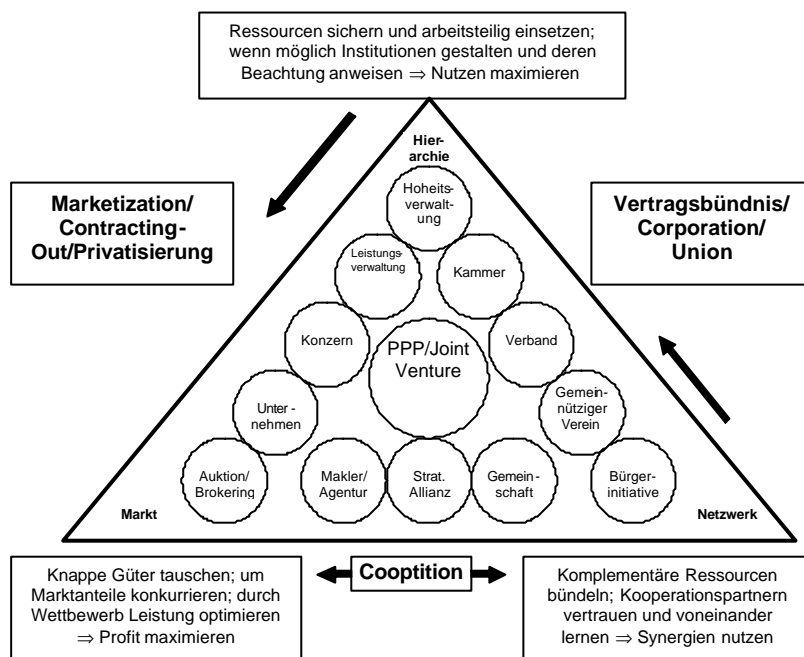 Ressourcen sichern und arbeitsteilig einsetzen;
wenn möglich Institutionen gestalten und deren
Beachtung anweisen ⇒ Nutzen maximieren
Hier-
archie
Hoheits-
verwalt-
ung
Marketization/
Contracting-
Out/Privatisierung
Vertragsbündnis/
Corporation/
Union
Leistungs-
verwaltung
Kammer
Konzern
PPP/Joint
Venture
Verband
Unter-
nehmen
Gemein-
nütziger
Verein
Auktion/
Brokering
Makler/
Agentur
Strat.
Allianz
Gemein-
schaft
Bürger-
initiative
Markt
Netzwerk
Knappe Güter tauschen; um
Marktanteile konkurrieren; durch
Wettbewerb Leistung optimieren
⇒ Profit maximieren
Cooptition
Komplementäre Ressourcen
bündeln; Kooperationspartnern
vertrauen und voneinander
lernen ⇒ Synergien nutzen